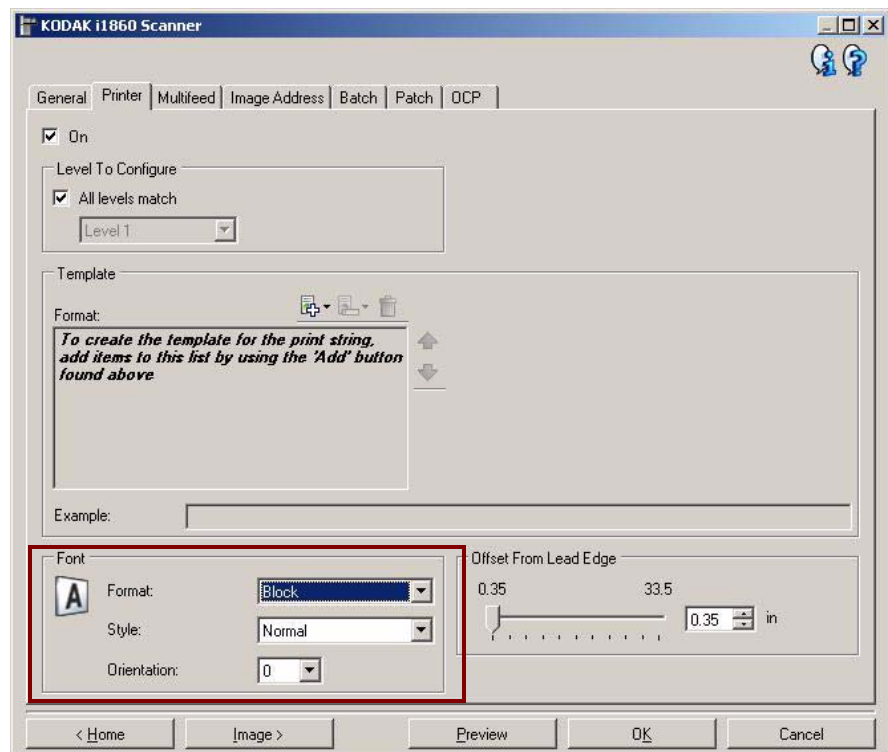 KODAK i1860 Scanner
General Printer Multifeed Image Address Batch Patch OCP
On
Level To Configure
All levels match
Level 1
Template
Format:
To create the template for the print string,
add items to this list by using the 'Add' button
found above
Example:
Font
A
Format: Block
Style: Normal
Orientation: 0
Offset From Lead Edge
0.35 33.5
0.35 in
< Home Image > Preview OK Cancel